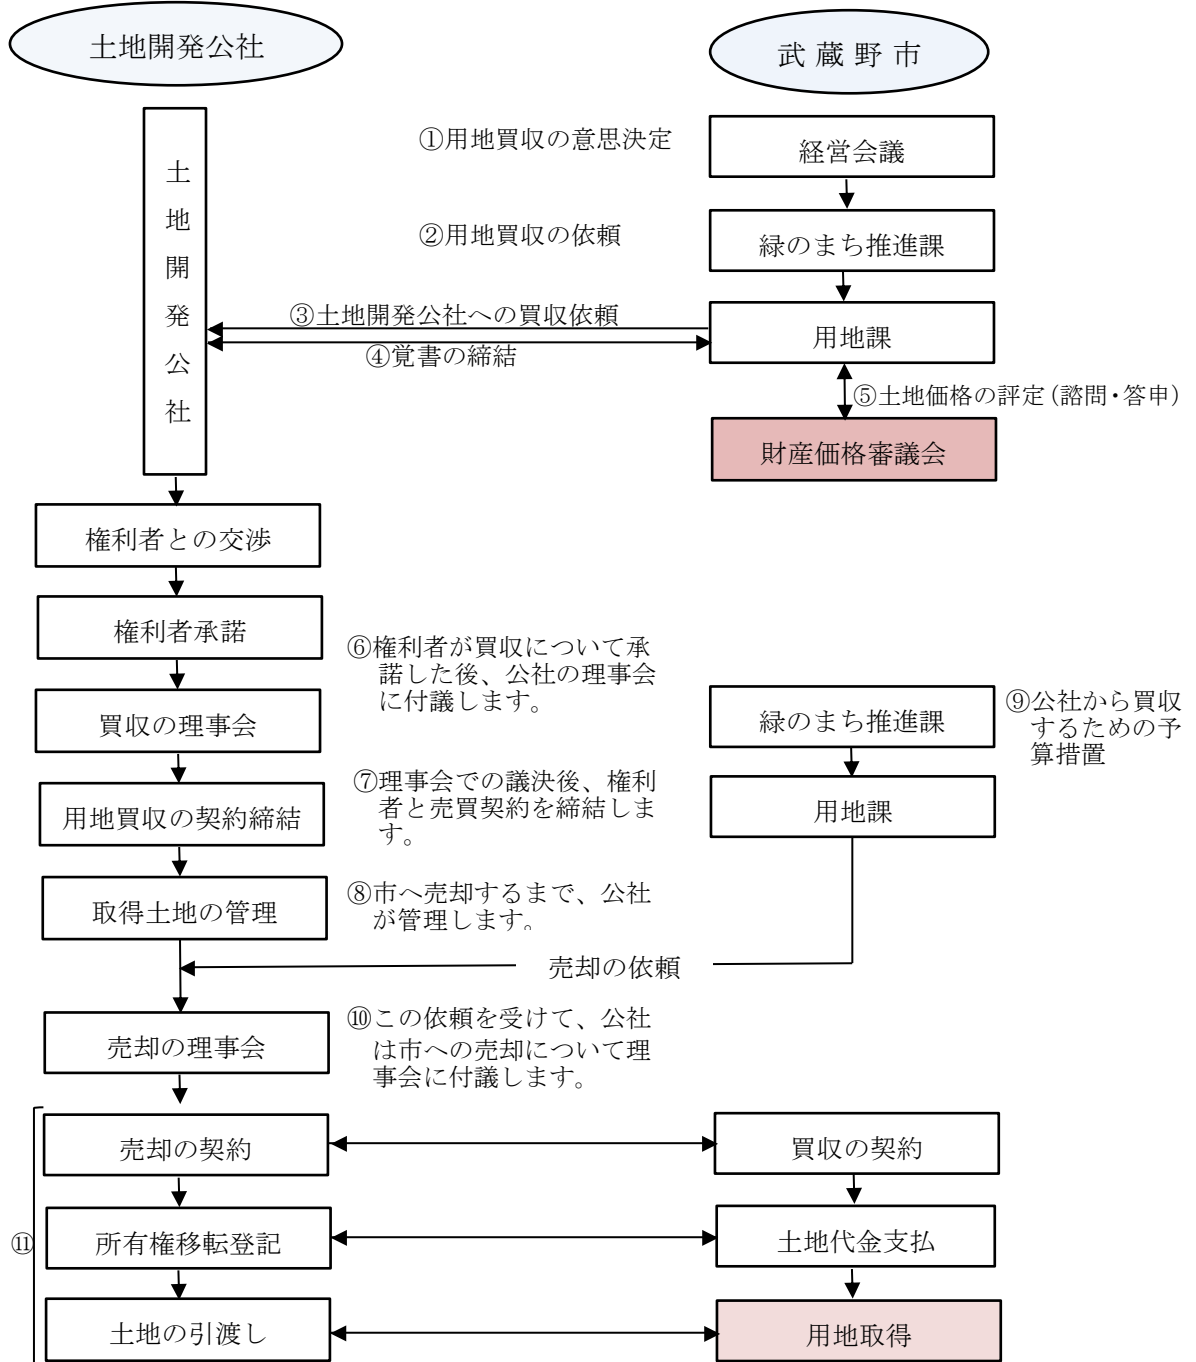 土地開発公社
武蔵野市
土地開発公社
①用地買収の意思決定
経営会議
②用地買収の依頼
緑のまち推進課
③土地開発公社への買収依頼
用地課
④覚書の締結
⑤土地価格の評定(諮問・答申)
財産価格審議会
権利者との交渉
権利者承諾
⑥権利者が買収について承
諾した後、公社の理事会
に付議します。
買収の理事会
緑のまち推進課
⑨公社から買収
するための予
算措置
⑦理事会での議決後、権利
者と売買契約を締結しま
す。
用地買収の契約締結
用地課
取得土地の管理
⑧市へ売却するまで、公社
が管理します。
売却の依頼
売却の理事会
⑩この依頼を受けて、公社
は市への売却について理
事会に付議します。
売却の契約
買収の契約
⑪
所有権移転登記
土地代金支払
土地の引渡し
用地取得